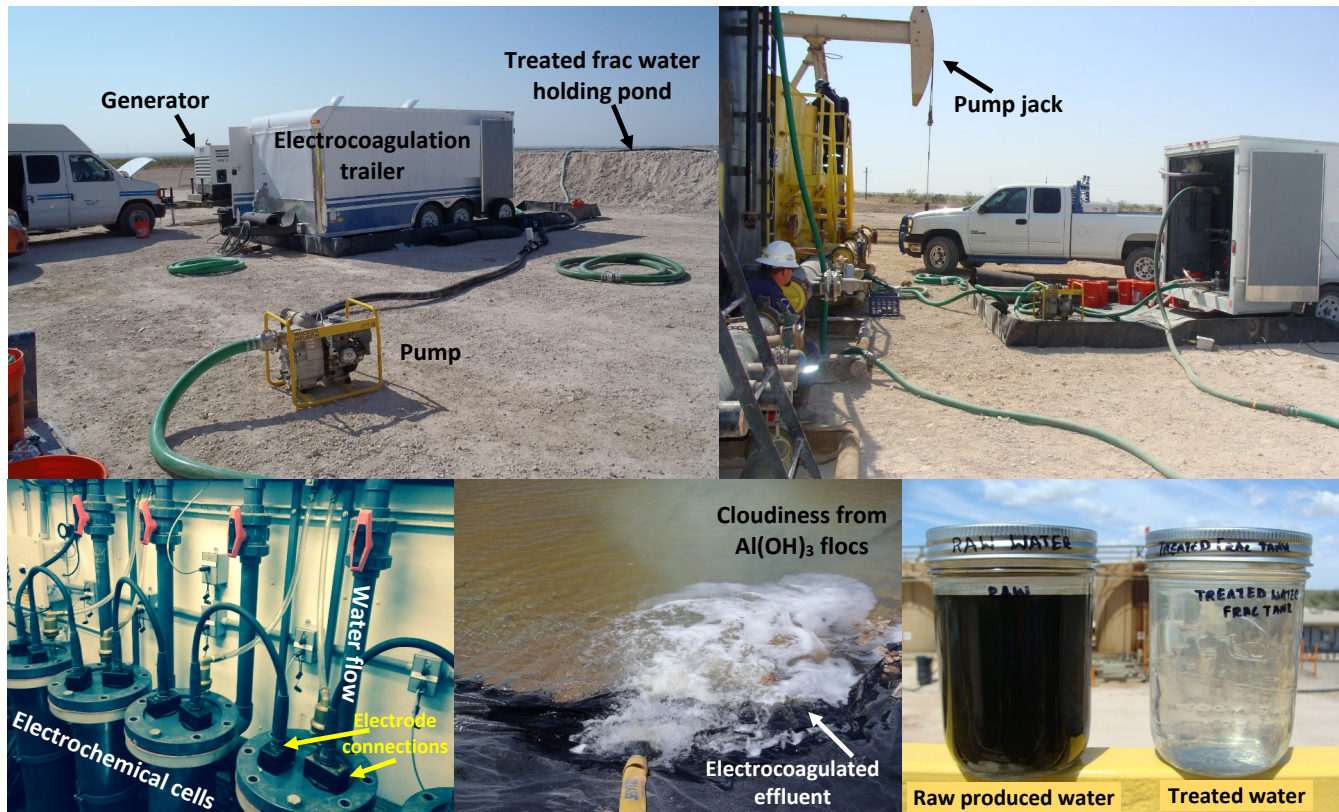 Generator
Electrocoagulation
trailer
Treated frac water
holding pond
WACKER
NEUSON
Pump
Pump jack
Water flow
Electrochemical cells
Electrode
connections
Cloudiness from
Al(OH)₃ flocs
Electrocoagulated
effluent
RAW WATER
RAW
Raw produced water
TREATED FRAC TANK
TREATED WATER
FRAC TANK
Treated water